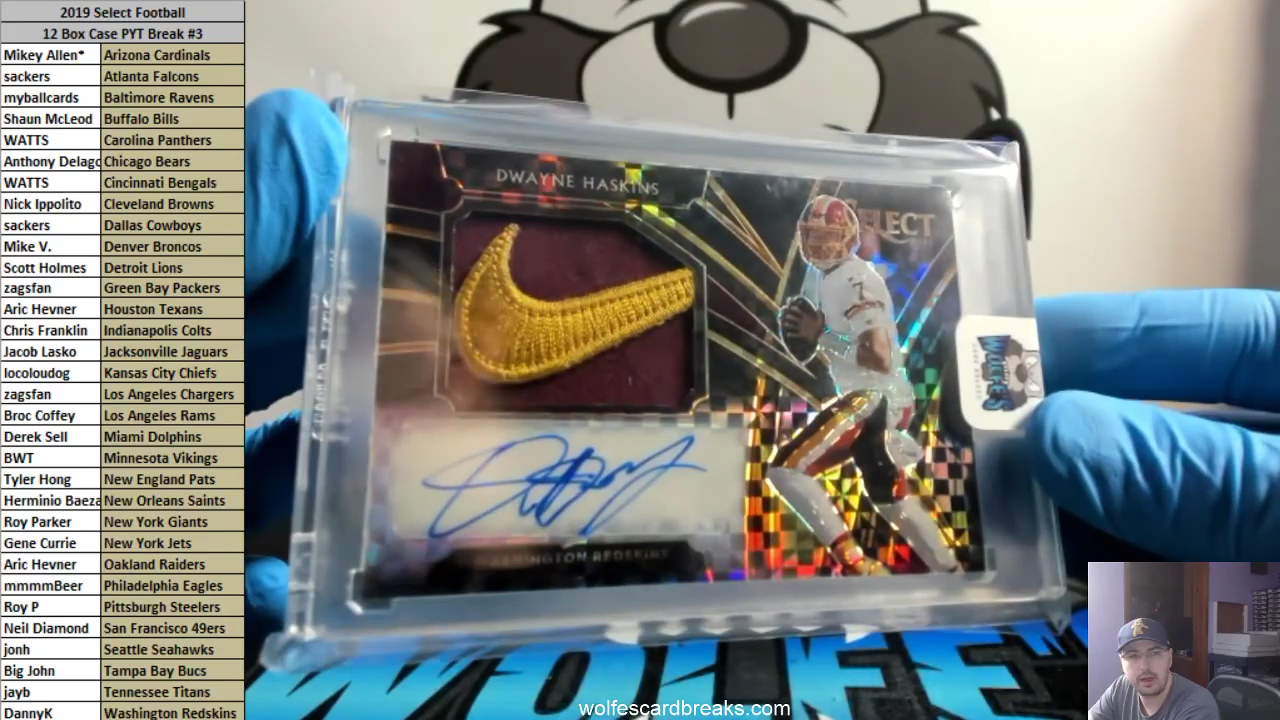 2019 Select Football
12 Box Case PYT Break #3
Mikey Allen* Arizona Cardinals
sackers Atlanta Falcons
myballcards Baltimore Ravens
Shaun McLeod Buffalo Bills
WATTS Carolina Panthers
Anthony Delago Chicago Bears
WATTS Cincinnati Bengals
Nick Ippolito Cleveland Browns
sackers Dallas Cowboys
Mike V. Denver Broncos
Scott Holmes Detroit Lions
zagsfan Green Bay Packers
Aric Hevner Houston Texans
Chris Franklin Indianapolis Colts
Jacob Lasko Jacksonville Jaguars
locoloudog Kansas City Chiefs
zagsfan Los Angeles Chargers
Broc Coffey Los Angeles Rams
Derek Sell Miami Dolphins
BWT Minnesota Vikings
Tyler Hong New England Pats
Herminio Baeza New Orleans Saints
Roy Parker New York Giants
Gene Currie New York Jets
Aric Hevner Oakland Raiders
mmmmBeer Philadelphia Eagles
Roy P Pittsburgh Steelers
Neil Diamond San Francisco 49ers
jonh Seattle Seahawks
Big John Tampa Bay Bucs
jayb Tennessee Titans
DannyK Washington Redskins
DWAYNE HASKINS
SELECT
7
WASHINGTON REDSKINS
WOLFES
WOLFE
wolfescardbreaks.com